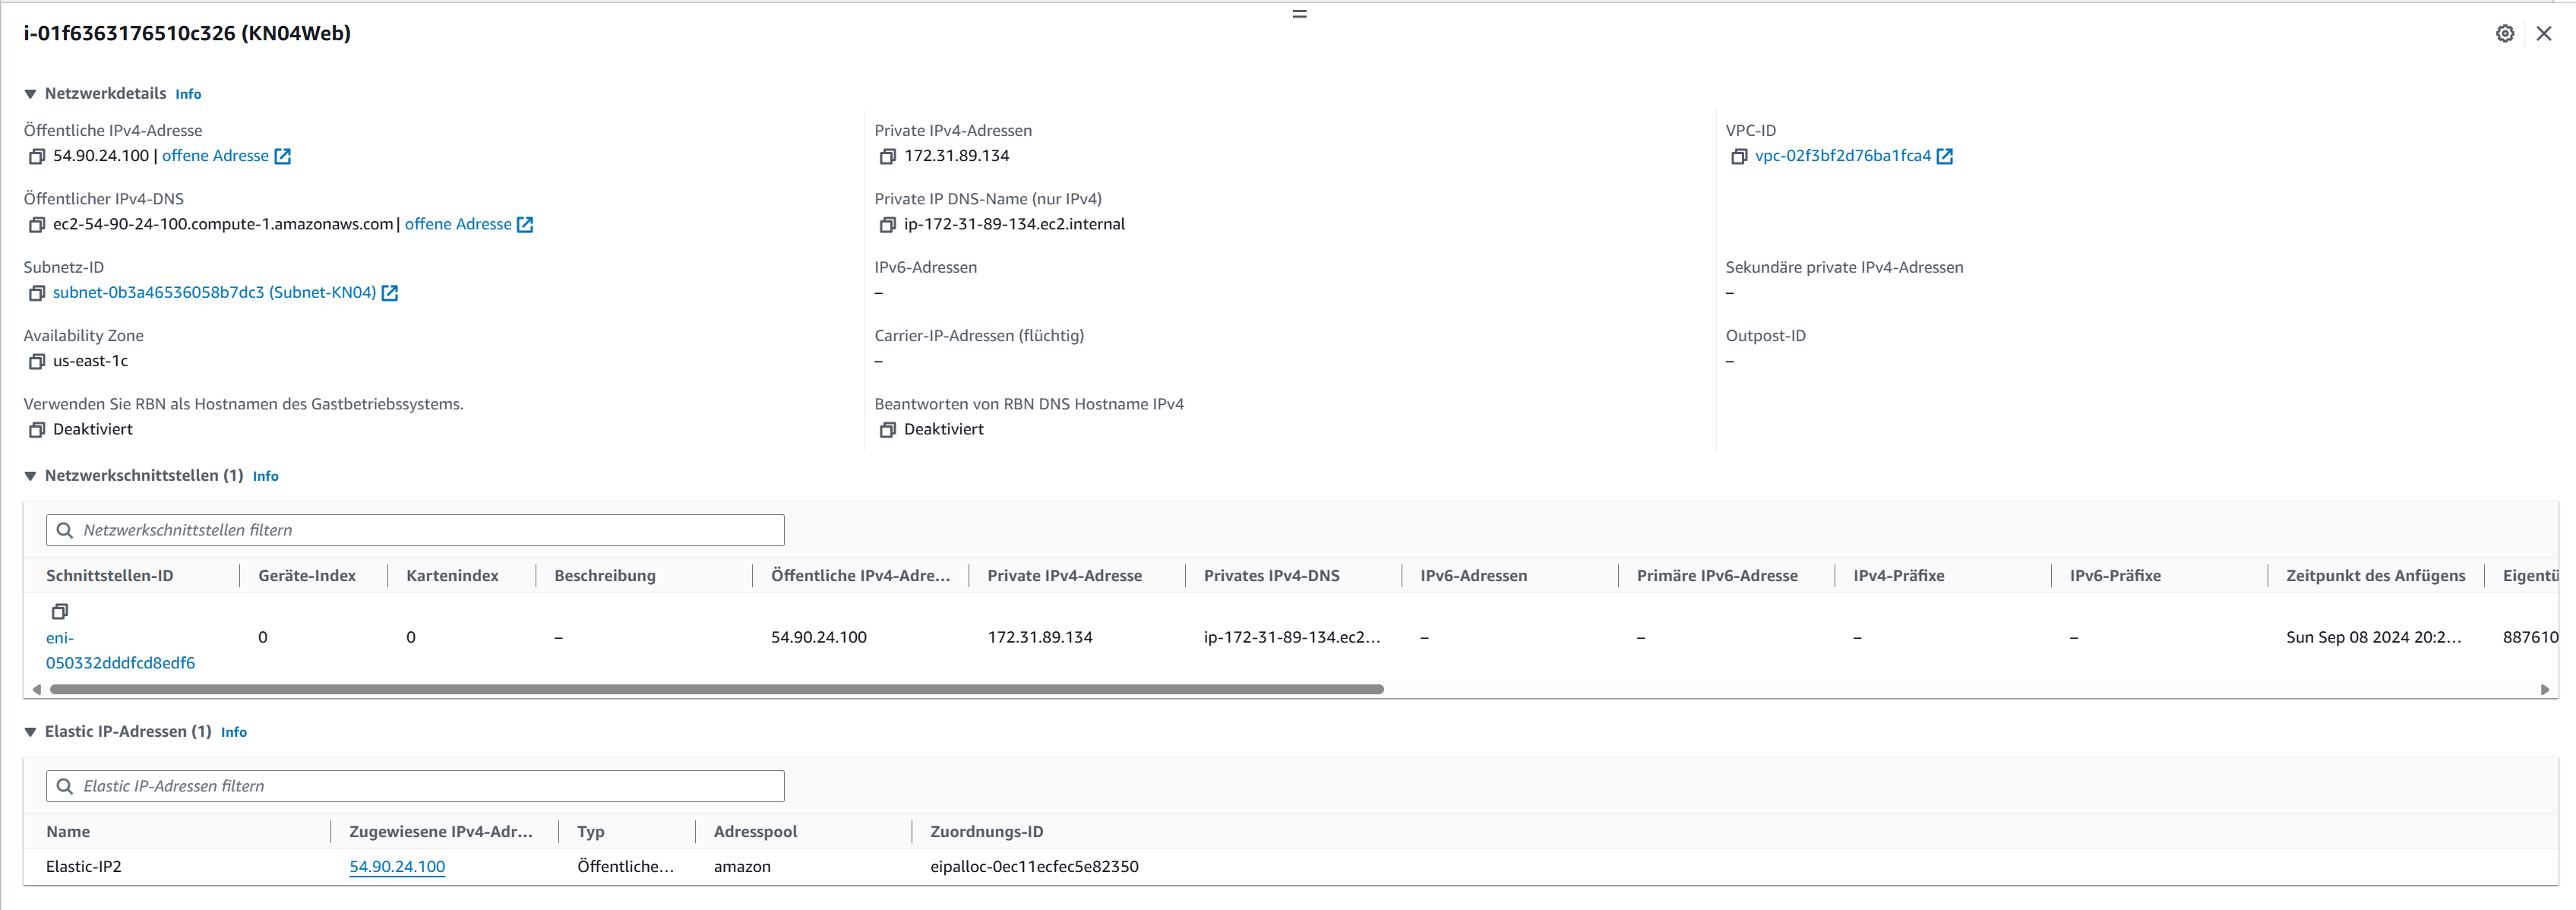 i-01f6363176510c326 (KN04Web)
Netzwerkdetails Info
Öffentliche IPv4-Adresse
54.90.24.100 | offene Adresse
Private IPv4-Adressen
172.31.89.134
VPC-ID
vpc-02f3bf2d76ba1fca4
Öffentlicher IPv4-DNS
ec2-54-90-24-100.compute-1.amazonaws.com | offene Adresse
Private IP DNS-Name (nur IPv4)
ip-172-31-89-134.ec2.internal
Subnetz-ID
subnet-0b3a46536058b7dc3 (Subnet-KN04)
IPv6-Adressen
–
Sekundäre private IPv4-Adressen
–
Availability Zone
us-east-1c
Carrier-IP-Adressen (flüchtig)
–
Outpost-ID
–
Verwenden Sie RBN als Hostnamen des Gastbetriebssystems.
Deaktiviert
Beantworten von RBN DNS Hostname IPv4
Deaktiviert
Netzwerkschnittstellen (1) Info
Netzwerkschnittstellen filtern
Schnittstellen-ID Geräte-Index Kartenindex Beschreibung Öffentliche IPv4-Adre... Private IPv4-Adresse Privates IPv4-DNS IPv6-Adressen Primäre IPv6-Adresse IPv4-Präfixe IPv6-Präfixe Zeitpunkt des Anfügens Eigentü
eni-050332dddfcd8edf6 0 0 – 54.90.24.100 172.31.89.134 ip-172-31-89-134.ec2... – – – – Sun Sep 08 2024 20:2... 887610
Elastic IP-Adressen (1) Info
Elastic IP-Adressen filtern
Name Zugewiesene IPv4-Adr... Typ Adresspool Zuordnungs-ID
Elastic-IP2 54.90.24.100 Öffentliche... amazon eipalloc-0ec11ecfec5e82350